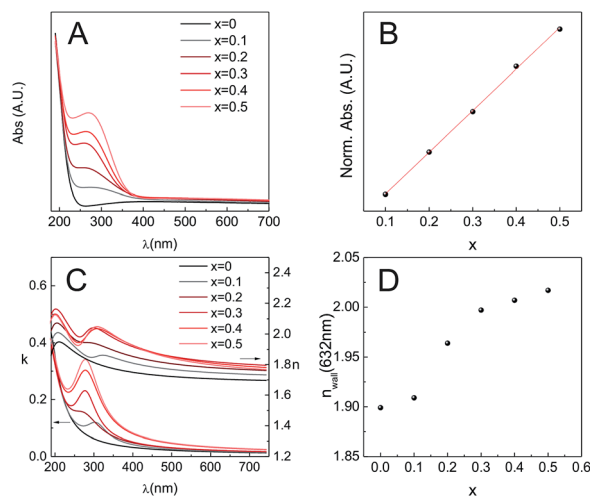 A
x=0
x=0.1
x=0.2
x=0.3
x=0.4
x=0.5
Abs (A.U.)
200 300 400 500 600 700
λ(nm)
B
Norm. Abs. (A.U.)
0.1 0.2 0.3 0.4 0.5
x
C
x=0
x=0.1
x=0.2
x=0.3
x=0.4
x=0.5
k
0.6
0.4
0.2
0.0
2.4
2.2
2.0
1.8
1.6
1.4
1.2
n
200 300 400 500 600 700
λ(nm)
D
n_wall(632nm)
2.05
2.00
1.95
1.90
1.85
0.0 0.1 0.2 0.3 0.4 0.5 0.6
x